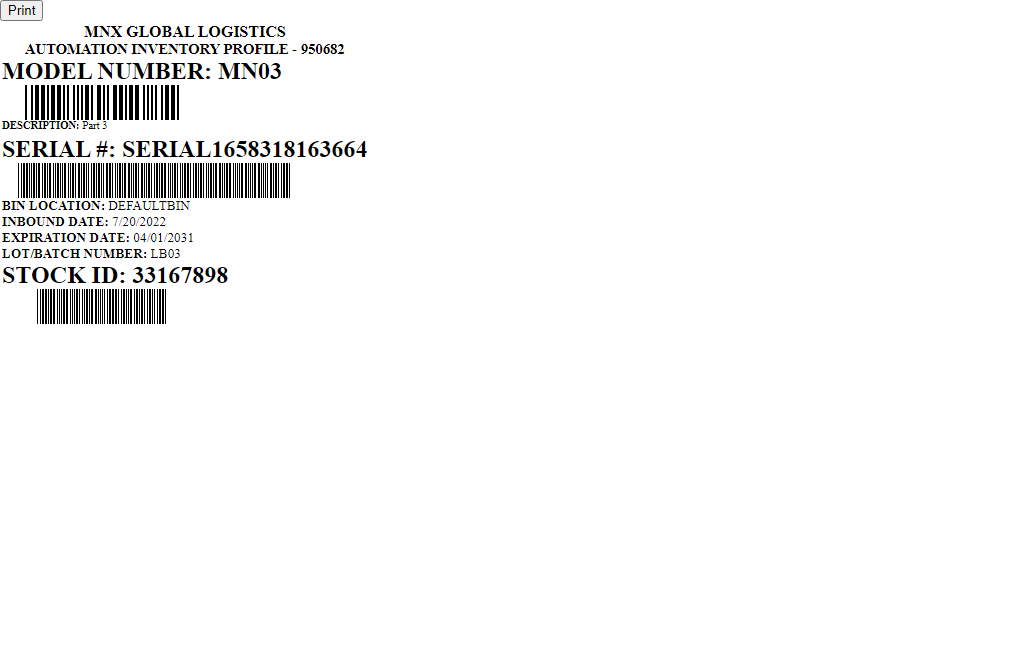 Print
MNX GLOBAL LOGISTICS
AUTOMATION INVENTORY PROFILE - 950682
MODEL NUMBER: MN03
DESCRIPTION: Part 3
SERIAL #: SERIAL1658318163664
BIN LOCATION: DEFAULTBIN
INBOUND DATE: 7/20/2022
EXPIRATION DATE: 04/01/2031
LOT/BATCH NUMBER: LB03
STOCK ID: 33167898